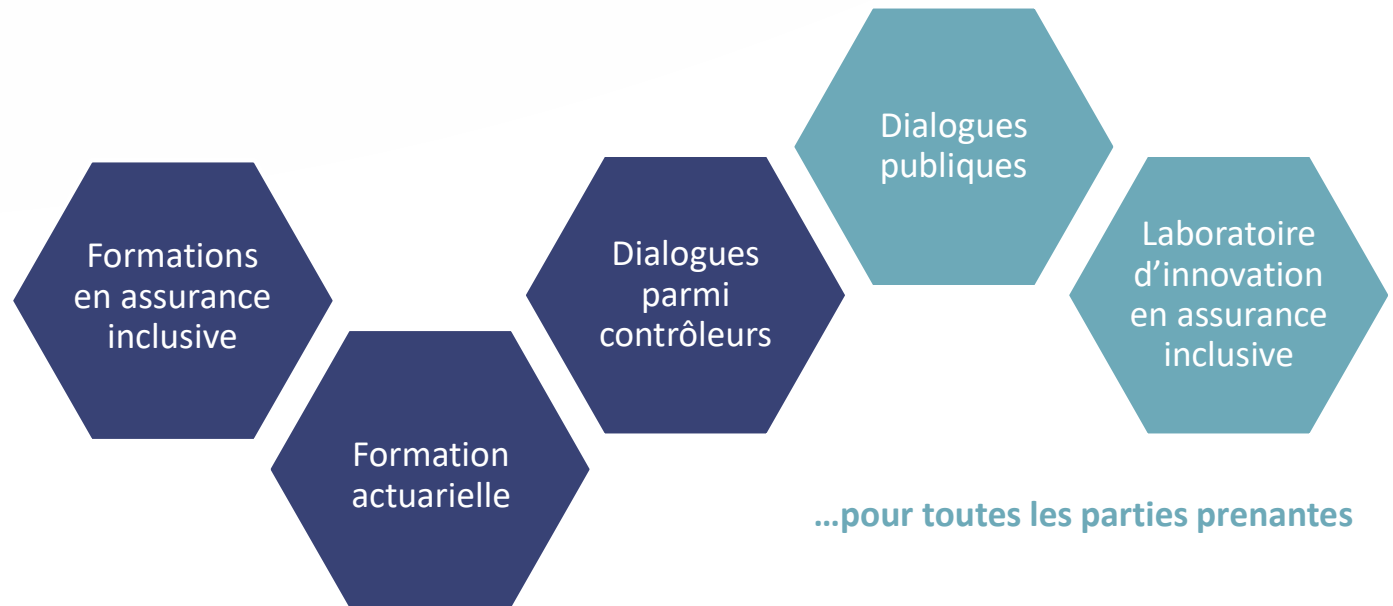 Formations
en assurance
inclusive
Formation
actuarielle
Dialogues
parmi
contrôleurs
Dialogues
publiques
Laboratoire
d’innovation
en assurance
inclusive
...pour toutes les parties prenantes